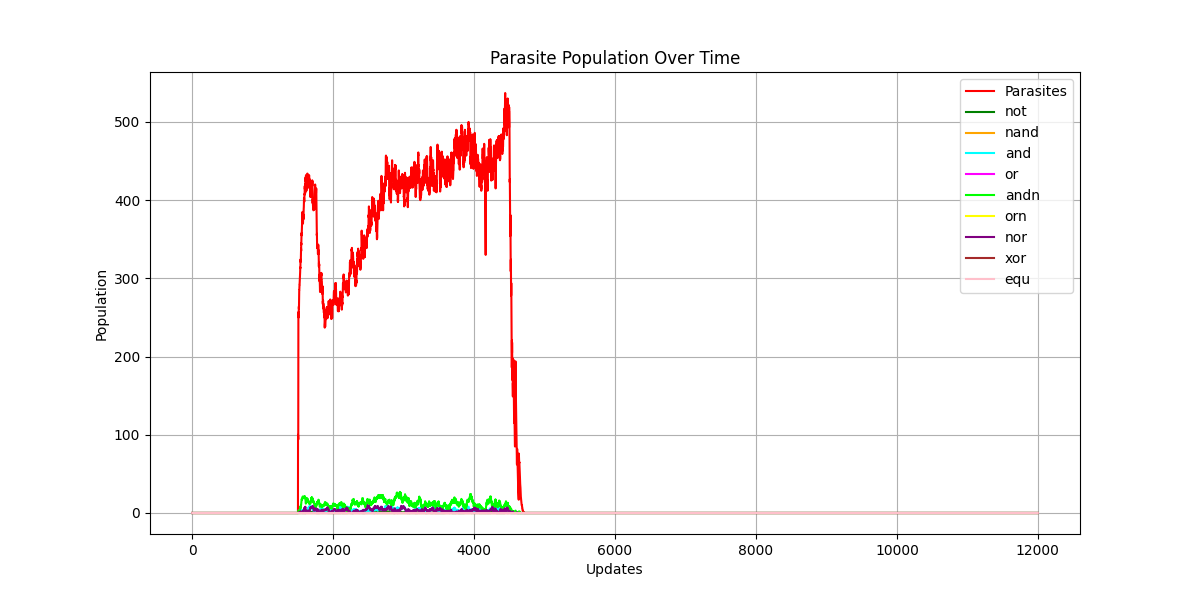 Parasite Population Over Time
Population
500
400
300
200
100
0
0 2000 4000 6000 8000 10000 12000
Updates
Parasites
not
nand
and
or
andn
orn
nor
xor
equ